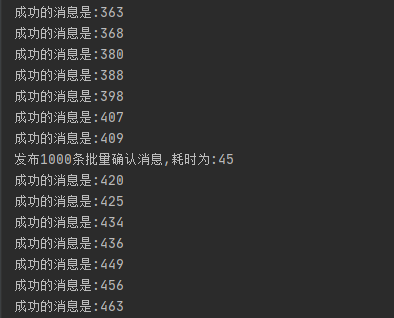 成功的消息是:363
成功的消息是:368
成功的消息是:380
成功的消息是:388
成功的消息是:398
成功的消息是:407
成功的消息是:409
发布1000条批量确认消息,耗时为:45
成功的消息是:420
成功的消息是:425
成功的消息是:434
成功的消息是:436
成功的消息是:449
成功的消息是:456
成功的消息是:463